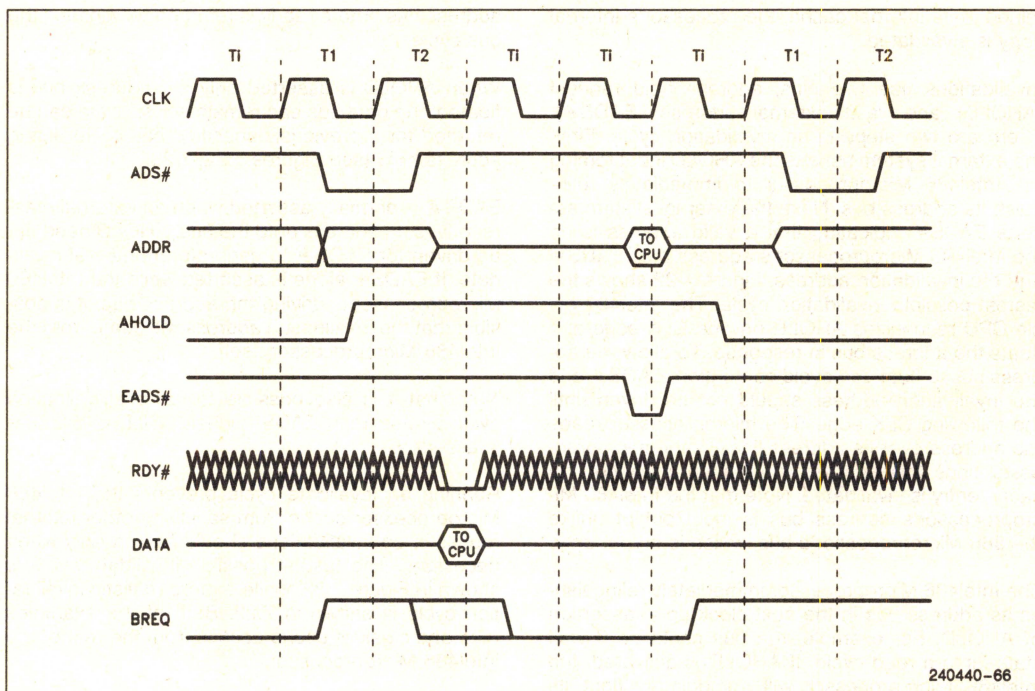 Ti T1 T2 Ti Ti Ti T1 T2
CLK
ADS#
ADDR
TO
CPU
AHOLD
EADS#
RDY#
DATA
TO
CPU
BREQ
240440-66